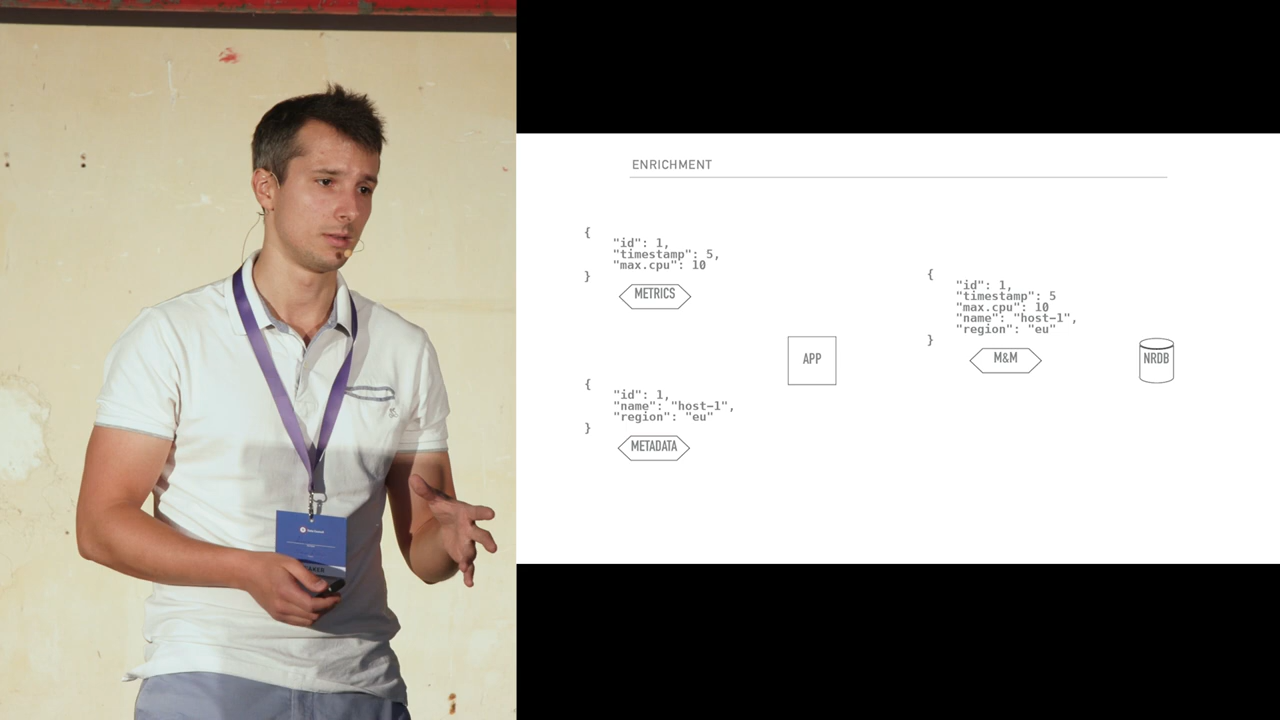 ENRICHMENT
{
"id": 1,
"timestamp": 5,
"max.cpu": 10
}
METRICS
{
"id": 1,
"name": "host-1",
"region": "eu"
}
METADATA
APP
{
"id": 1,
"timestamp": 5
"max.cpu": 10
"name": "host-1",
"region": "eu"
}
M&M
NRDB